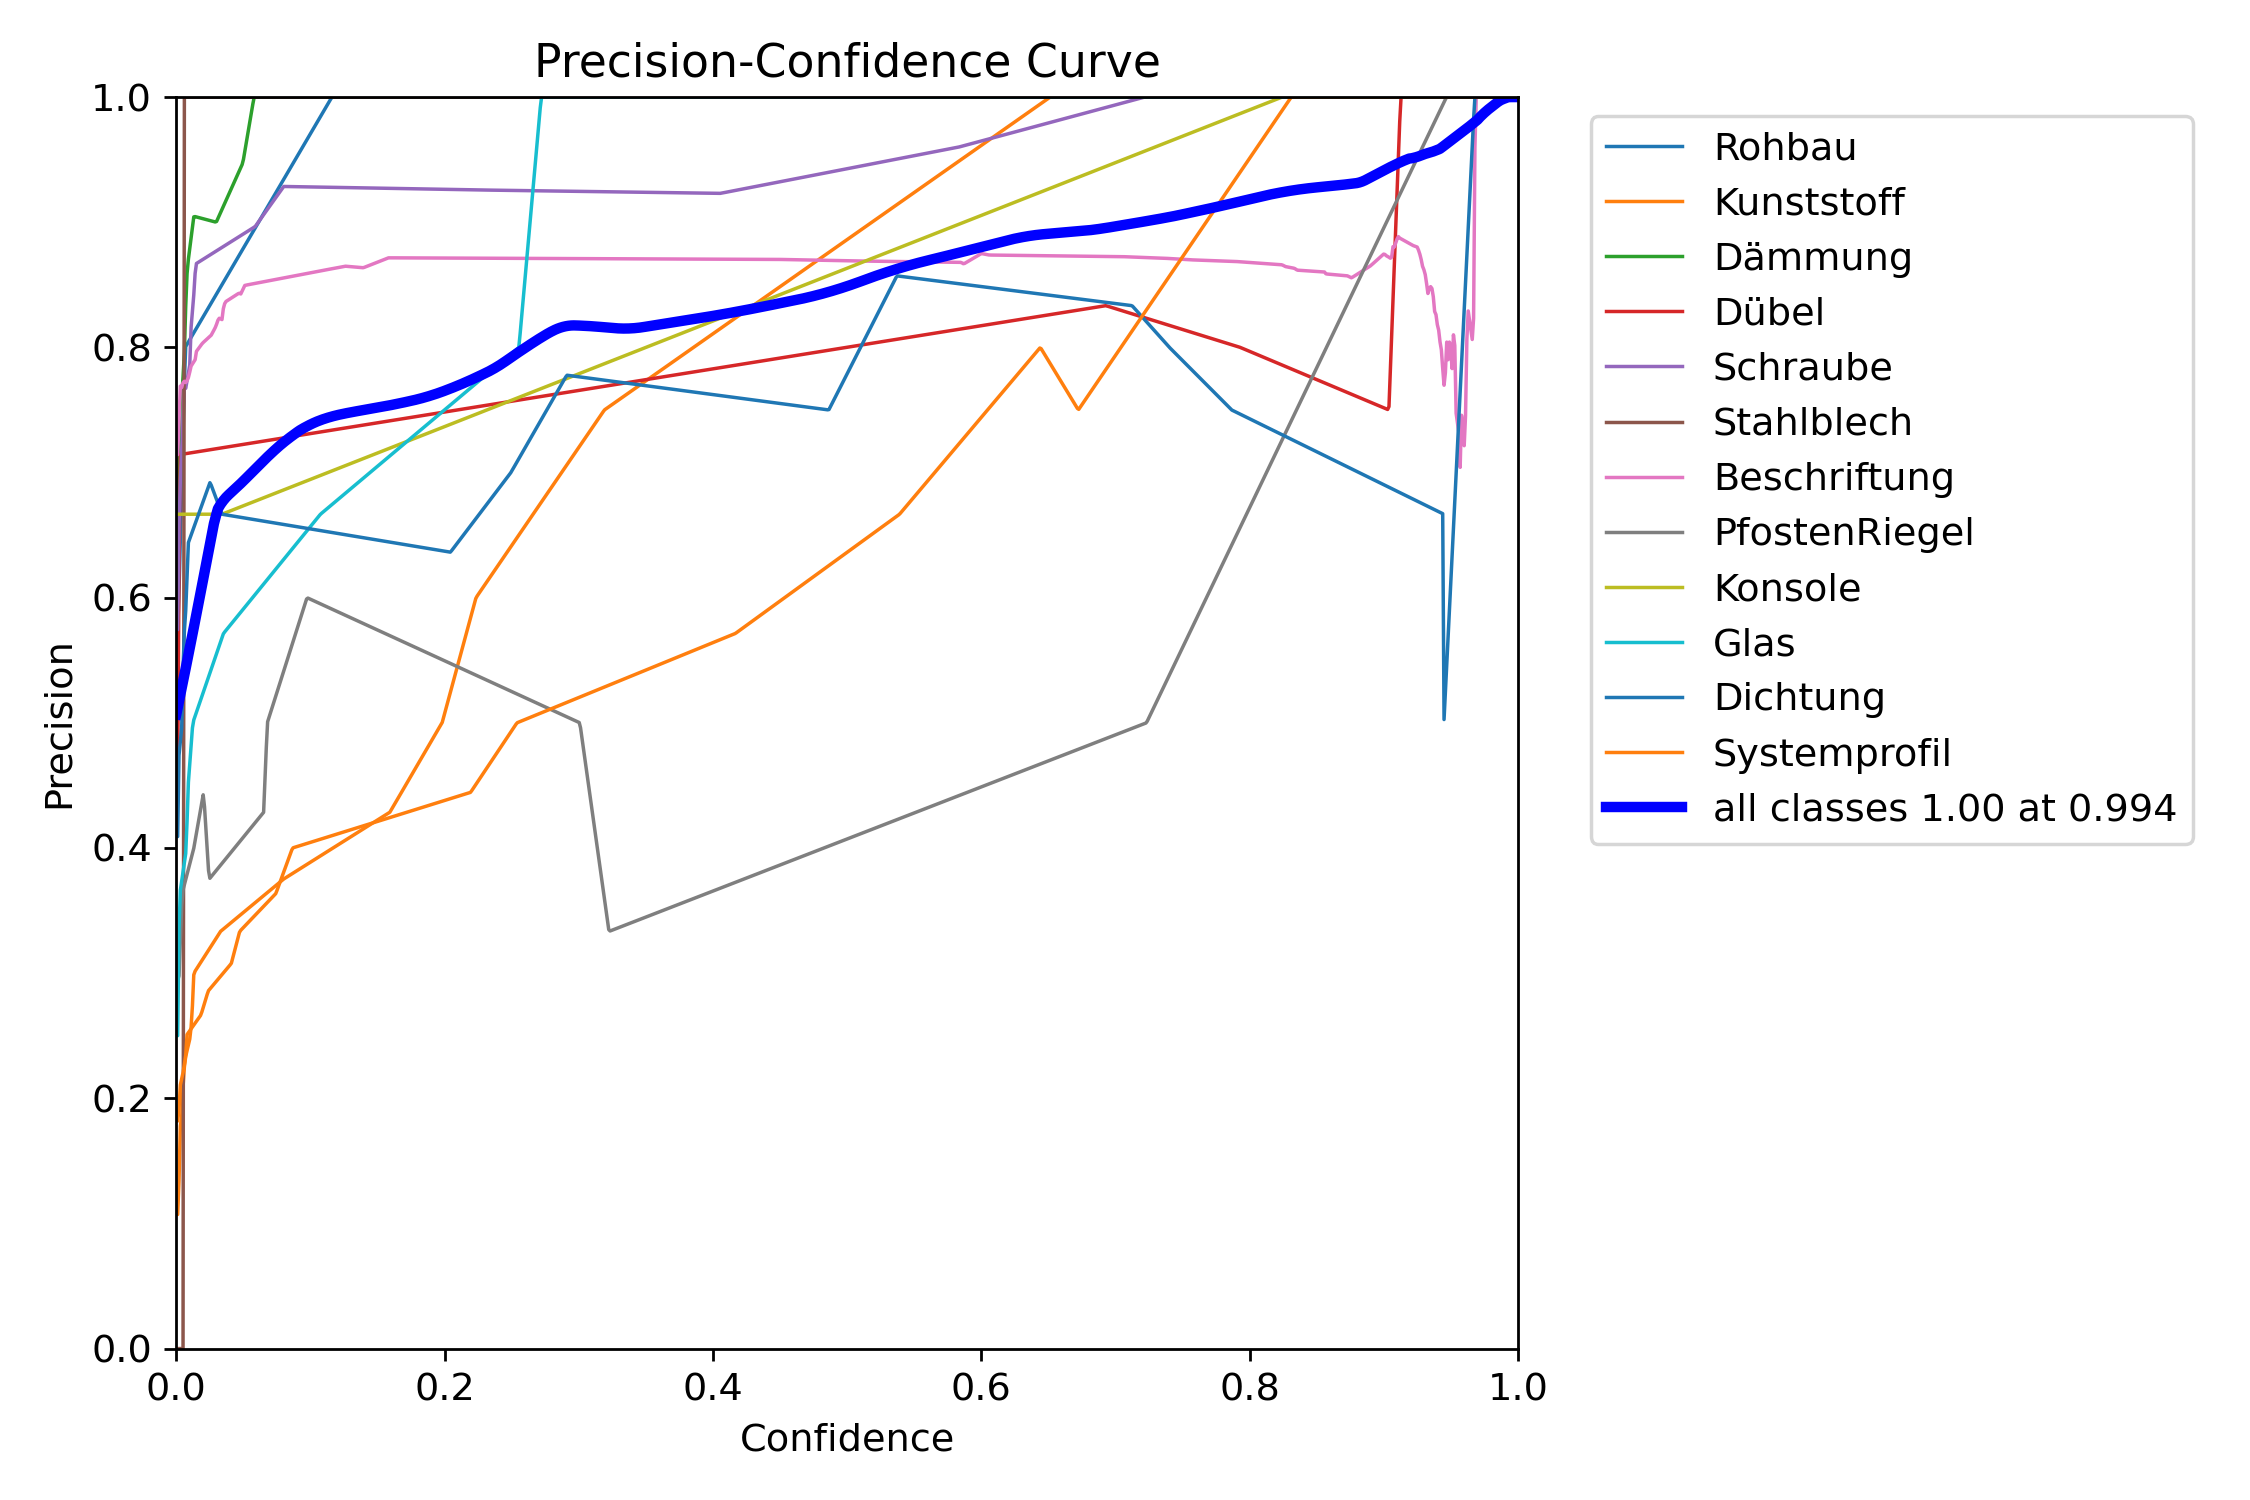 Precision-Confidence Curve
1.0
0.8
0.6
0.4
0.2
0.0
Precision
0.0
0.2
0.4
0.6
0.8
1.0
Confidence
Rohbau
Kunststoff
Dämmung
Dübel
Schraube
Stahlblech
Beschriftung
PfostenRiegel
Konsole
Glas
Dichtung
Systemprofil
all classes 1.00 at 0.994